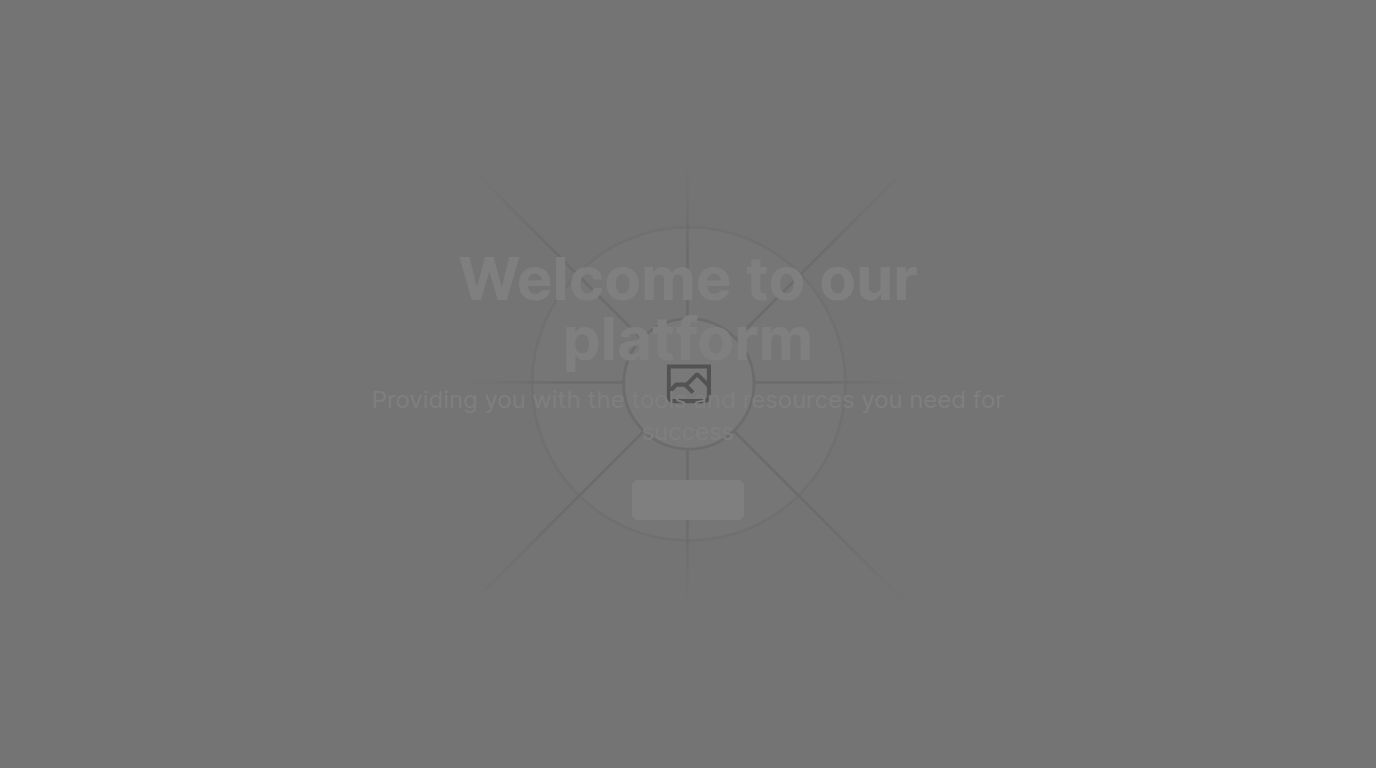 Welcome to our
platform
Providing you with the tools and resources you need for
success